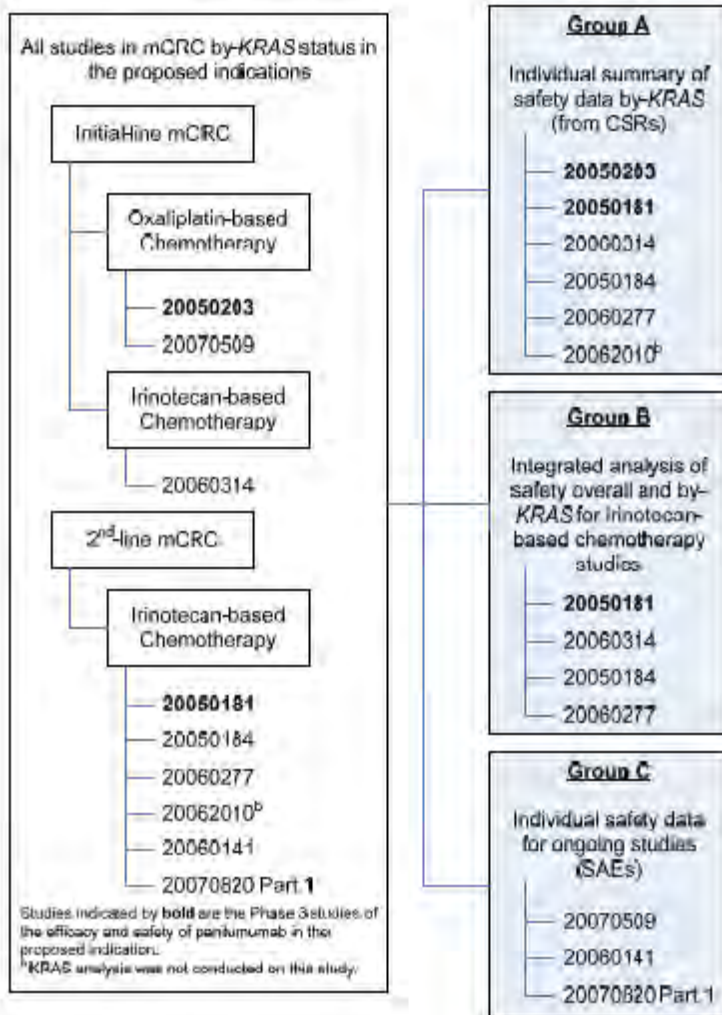 All studies in mCRC by-KRAS status in
the proposed indications
InitiaHine mCRC
Oxaliplatin-based
Chemotherapy
20050203
20070509
Irinotecan-based
Chemotherapy
20060314
2nd-line mCRC
Irinotecan-based
Chemotherapy
20050181
20050184
20060277
20062010b
20060141
20070820 Part 1
Studies indicated by bold are the Phase 3studies of
the efficacy and safety of panitumumab in the
proposed indication.
b KRAS analysis was not conducted on this study.
Group A
Individual summary of
safety data by-KRAS
(from CSRs)
20050203
20050181
20060314
20050184
20060277
20062010b
Group B
Integrated analysis of
safety overall and by-
KRAS for Irinotecan-
based chemotherapy
studies
20050181
20060314
20050184
20060277
Group C
Individual safety data
for ongoing studies
(SAEs)
20070509
20060141
20070820 Part 1